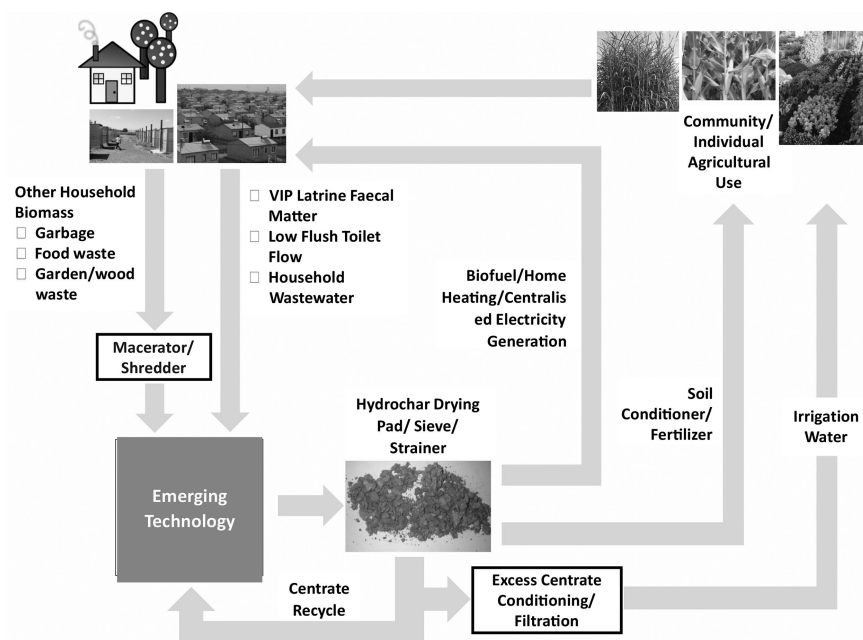 Other Household
Biomass
Garbage
Food waste
Garden/wood
waste
VIP Latrine Faecal
Matter
Low Flush Toilet
Flow
Household
Wastewater
Community/
Individual
Agricultural
Use
Biofuel/Home
Heating/Centralis
ed Electricity
Generation
Macerator/
Shredder
Hydrochar Drying
Pad/ Sieve/
Strainer
Soil
Conditioner/
Fertilizer
Irrigation
Water
Emerging
Technology
Centrate
Recycle
Excess Centrate
Conditioning/
Filtration